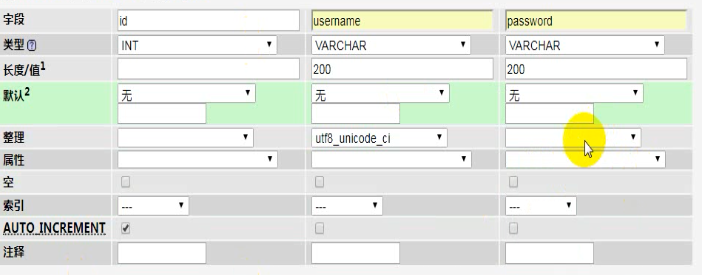 字段 id username password
类型 INT VARCHAR VARCHAR
长度/值1 200 200
默认2 无 无 无
整理 utf8_unicode_ci
属性
空
索引 --- --- ---
AUTO_INCREMENT
注释